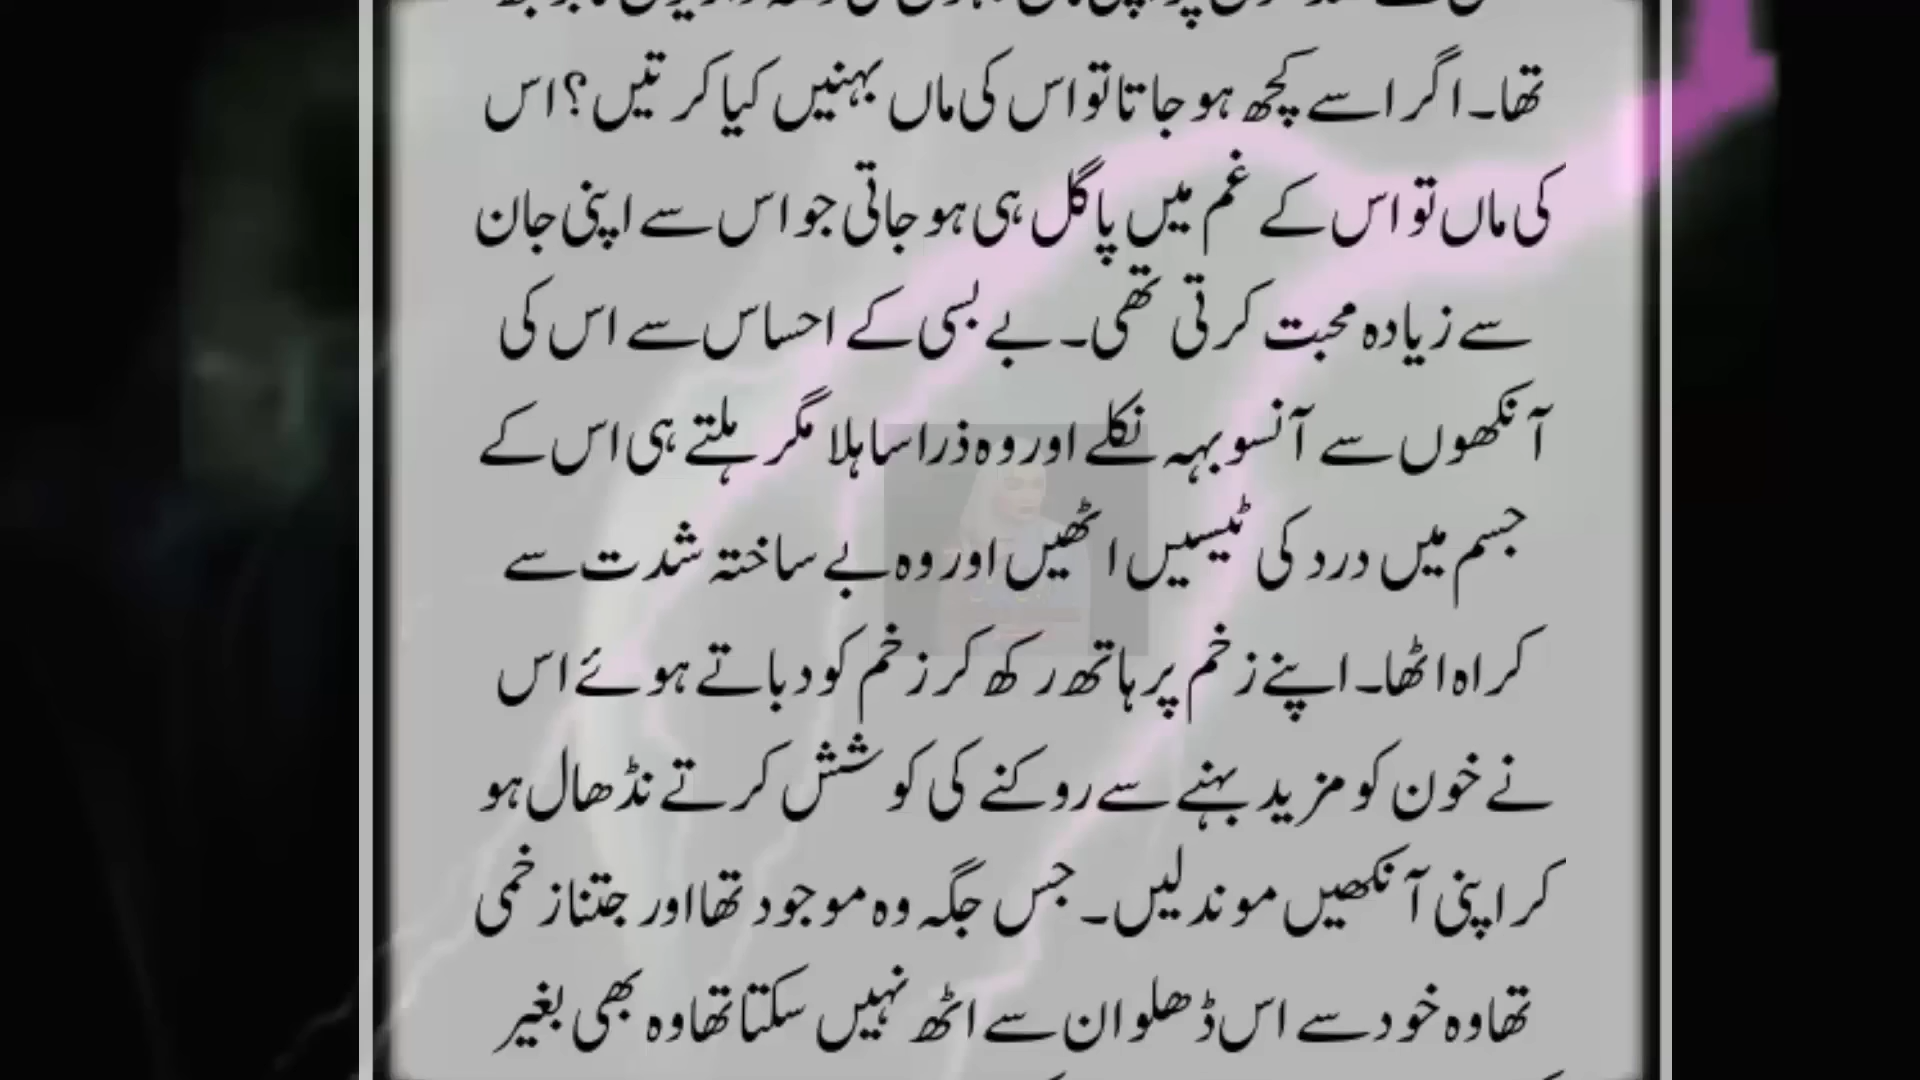 تھا۔ اگر اسے کچھ ہو جاتا تو اس کی ماں بہنیں کیا کرتیں؟ اس
کی ماں تو اس کے غم میں پاگل ہی ہو جاتی جو اس سے اپنی جان
سے زیادہ محبت کرتی تھی۔ بے بسی کے احساس سے اس کی
آنکھوں سے آنسو بہہ نکلے اور وہ ذرا سا ہلا مگر ہلتے ہی اس کے
جسم میں درد کی ٹیسیں اٹھیں اور وہ بے ساختہ شدت سے
کراہ اٹھا۔ اپنے زخم پر ہاتھ رکھ کر زخم کو دباتے ہوئے اس
نے خون کو مزید بہنے سے روکنے کی کوشش کرتے نڈھال ہو
کر اپنی آنکھیں موند لیں۔ جس جگہ وہ موجود تھا اور جتنا زخمی
تھا وہ خود سے اس ڈھلوان سے اٹھ نہیں سکتا تھا وہ بھی بغیر